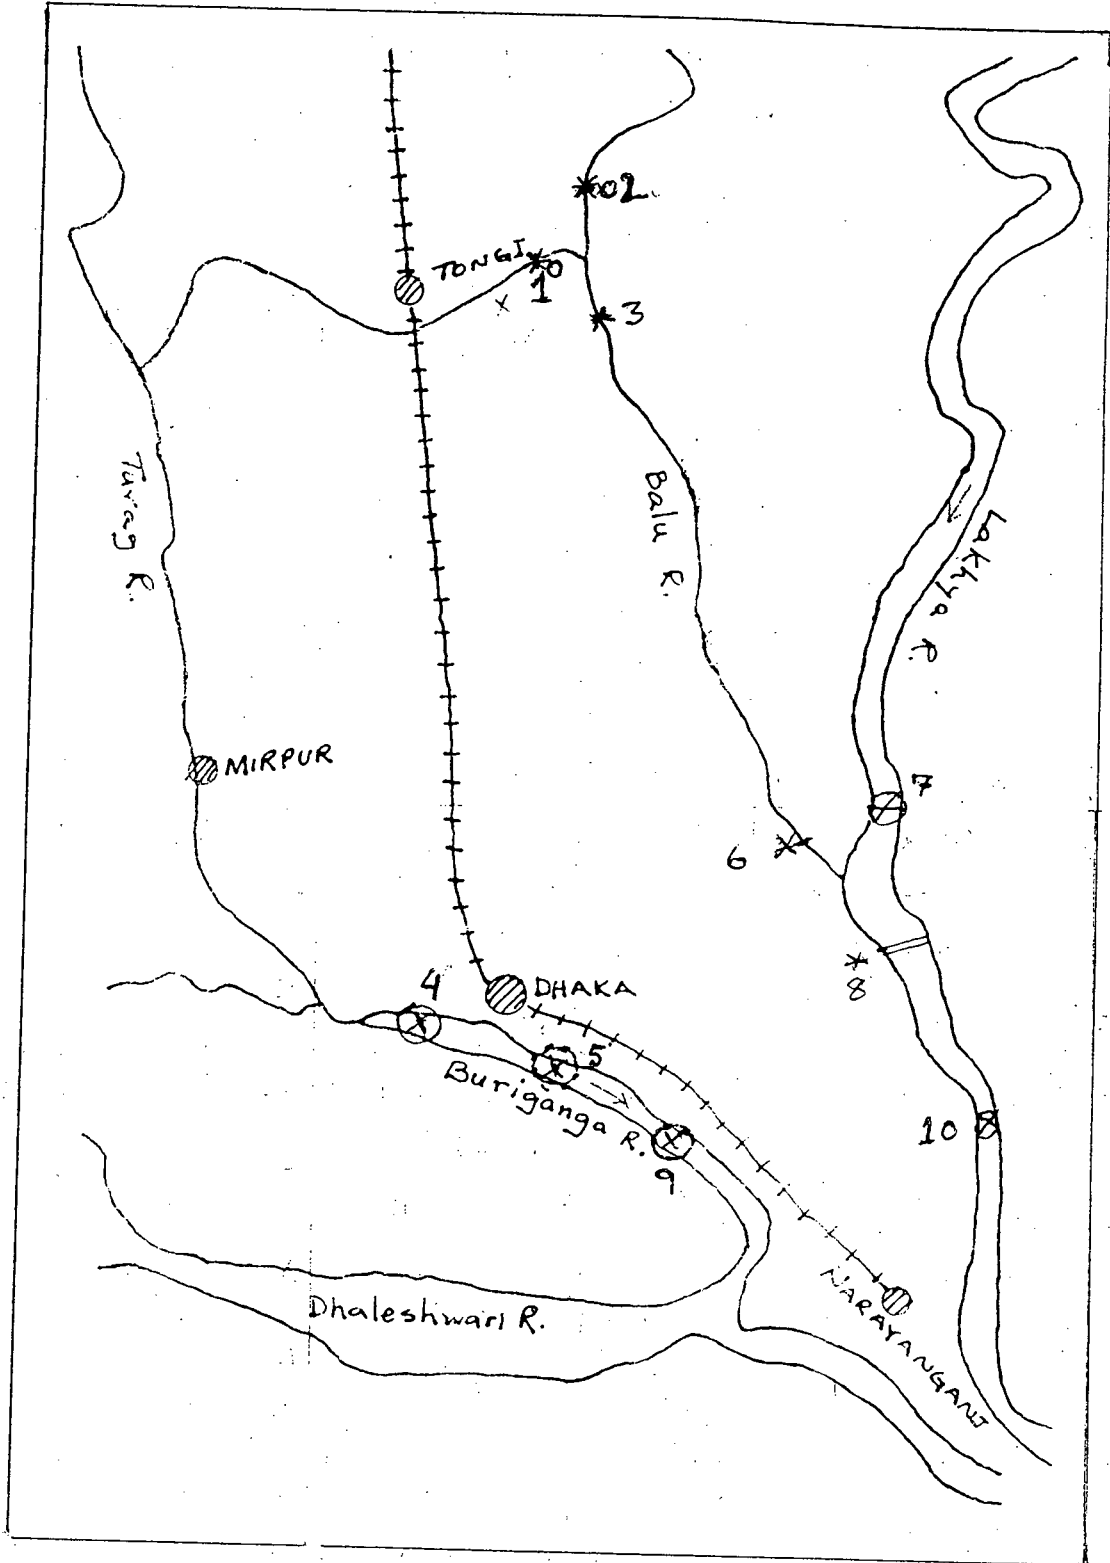 02
TONGI
1
3
Turag R.
Balu R.
Lakhya R.
MIRPUR
7
6
8
4
DHAKA
5
Buriganga R.
9
10
Dhaleshwari R.
NARAYANGANJ